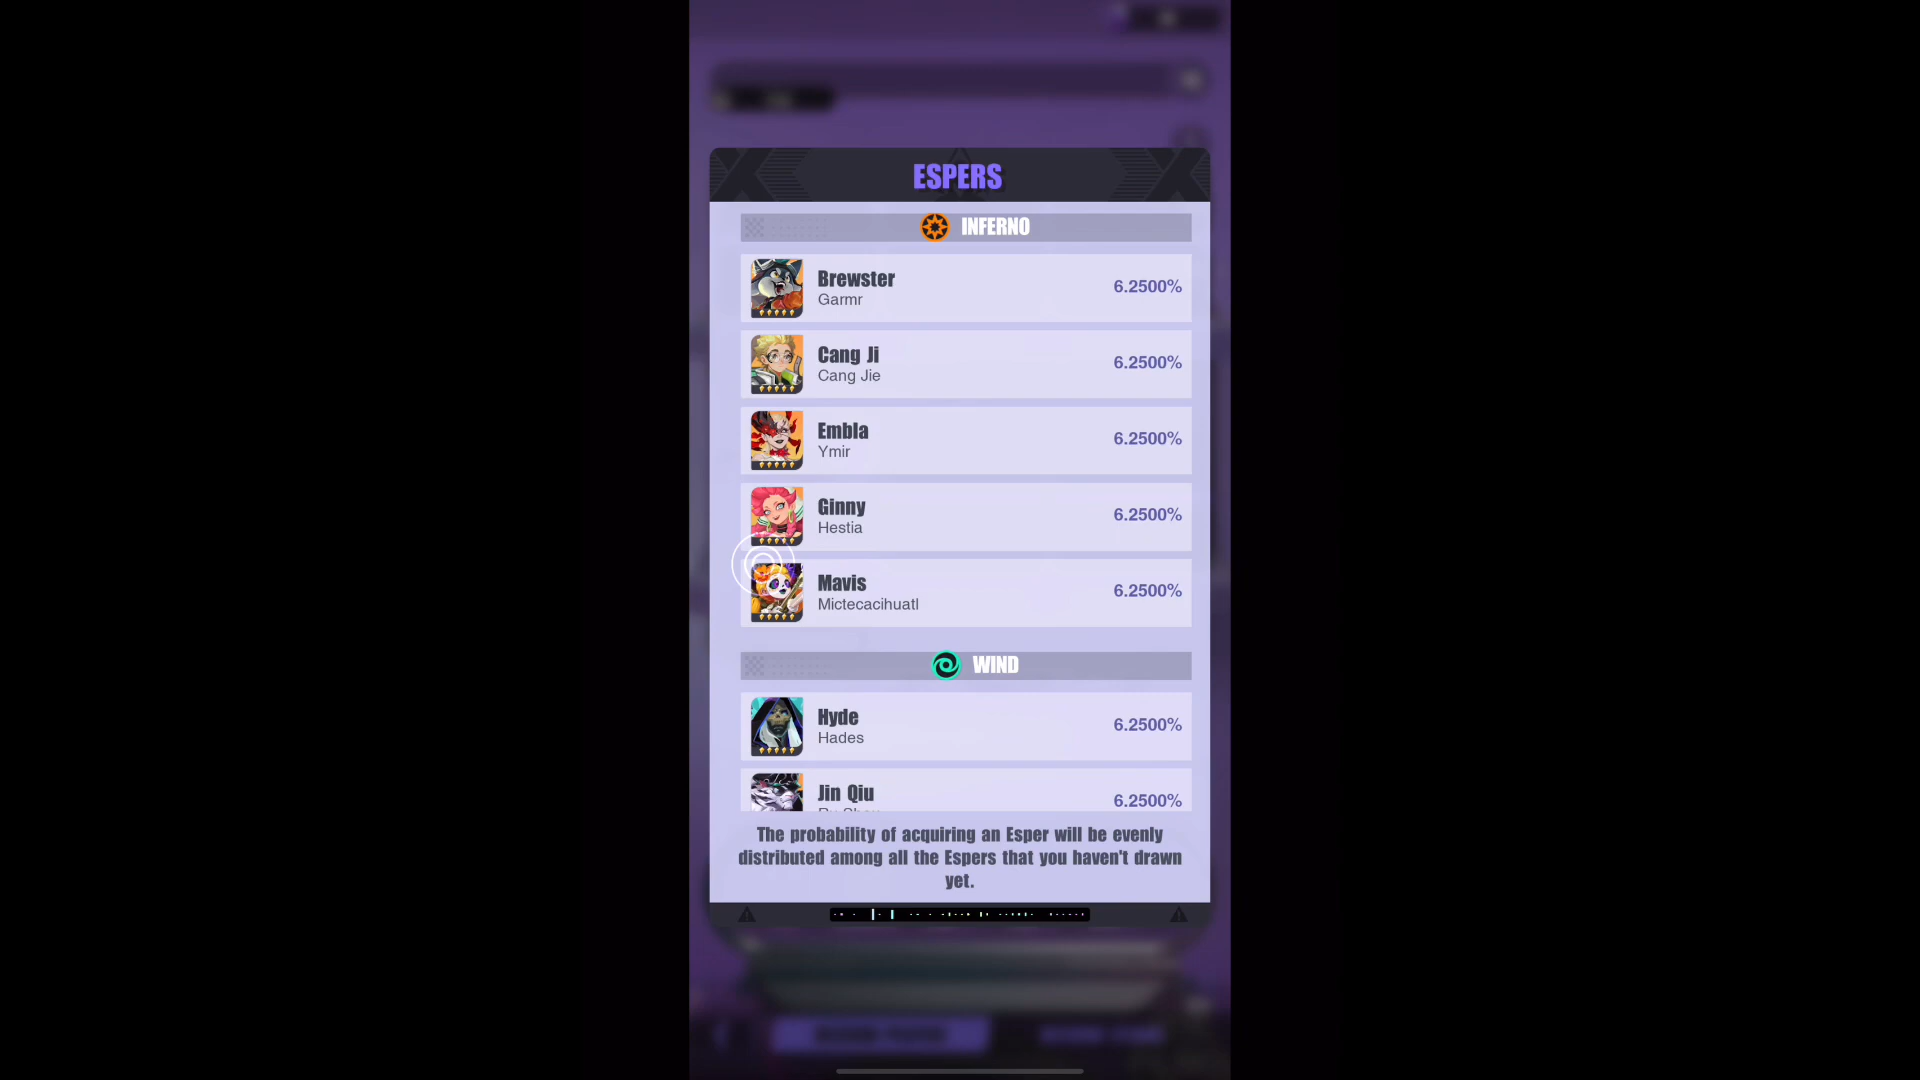 ESPERS
INFERNO
Brewster
Garmr
6.2500%
Cang Ji
Cang Jie
6.2500%
Embla
Ymir
6.2500%
Ginny
Hestia
6.2500%
Mavis
Mictecacihuatl
6.2500%
WIND
Hyde
Hades
6.2500%
Jin Qiu
6.2500%
The probability of acquiring an Esper will be evenly
distributed among all the Espers that you haven't drawn
yet.